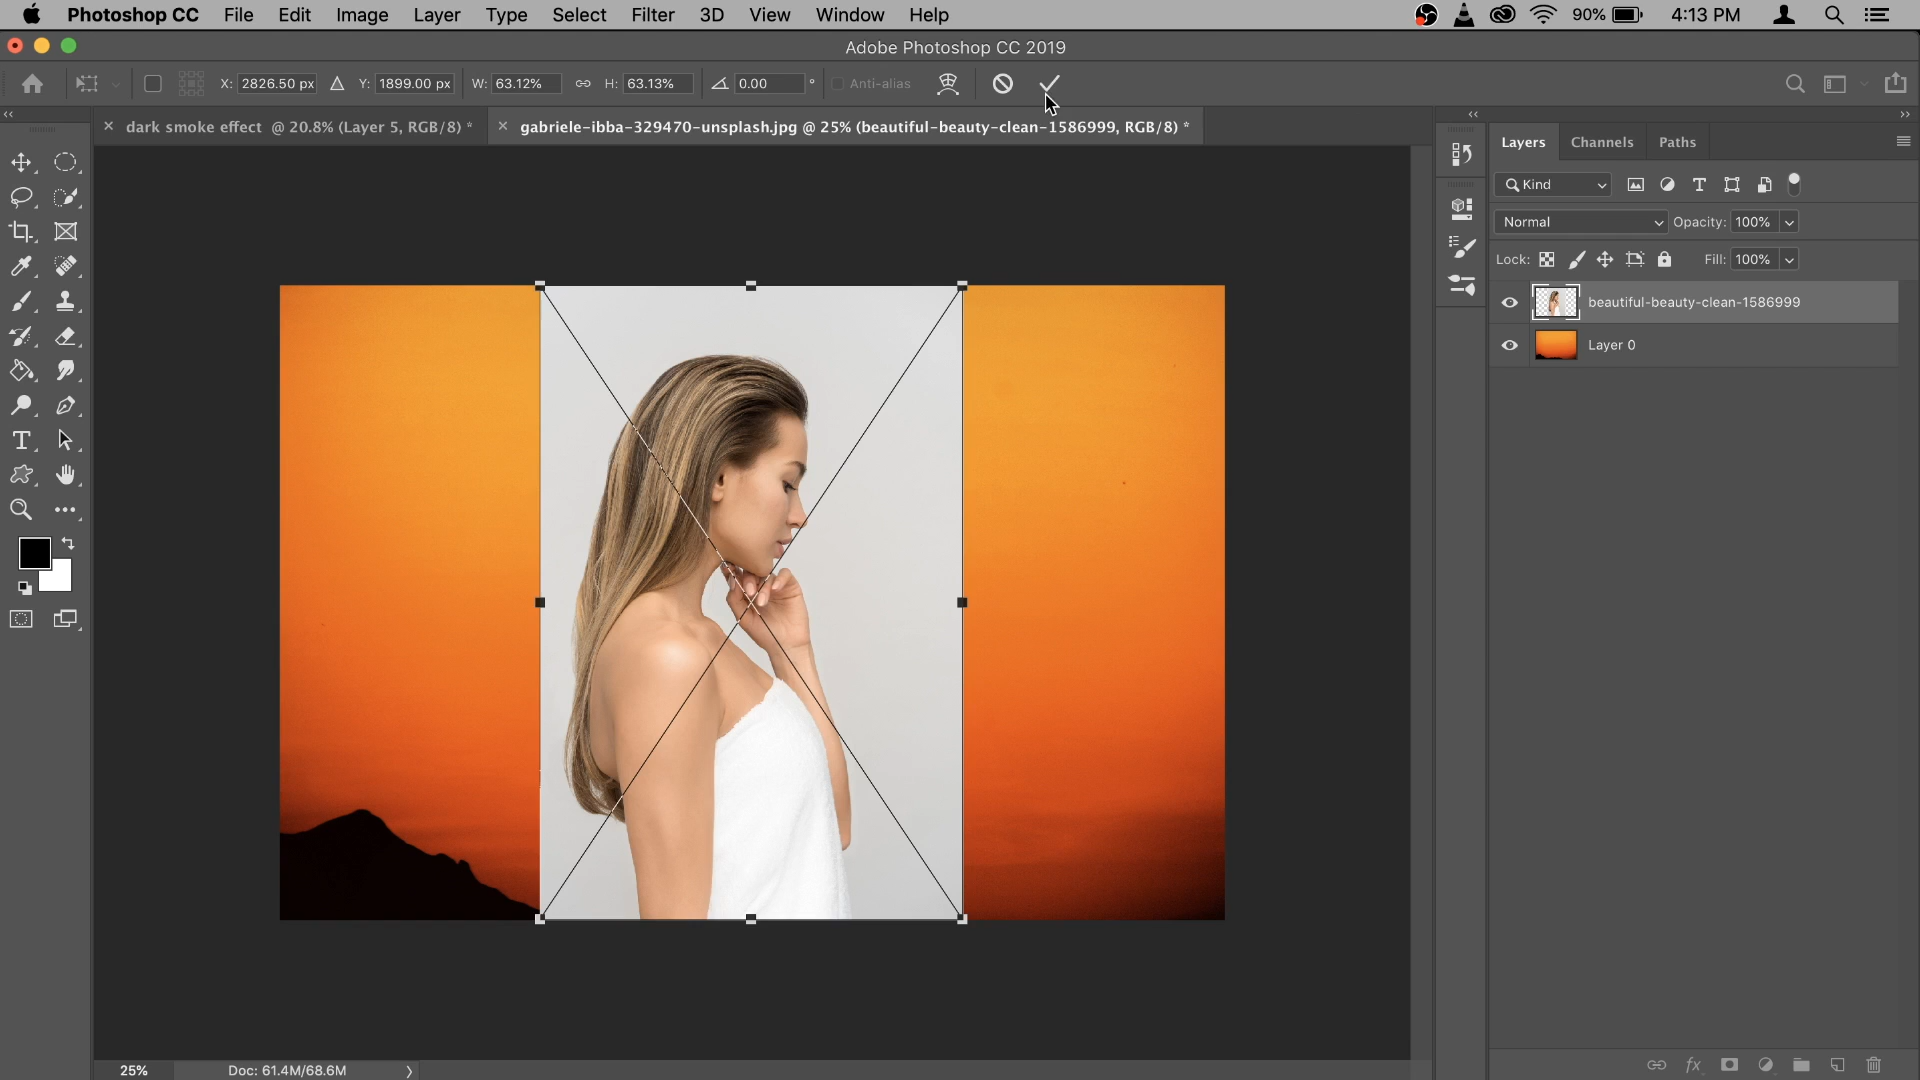 Photoshop CC File Edit Image Layer Type Select Filter 3D View Window Help 90% 4:13 PM
Adobe Photoshop CC 2019
X: 2826.50 px Y: 1899.00 px W: 63.12% H: 63.13% 0.00 ° Anti-alias
× dark smoke effect @ 20.8% (Layer 5, RGB/8) * × gabriele-ibba-329470-unsplash.jpg @ 25% (beautiful-beauty-clean-1586999, RGB/8) *
Layers Channels Paths
Kind
Normal Opacity: 100%
Lock: Fill: 100%
beautiful-beauty-clean-1586999
Layer 0
25% Doc: 61.4M/68.6M
fx